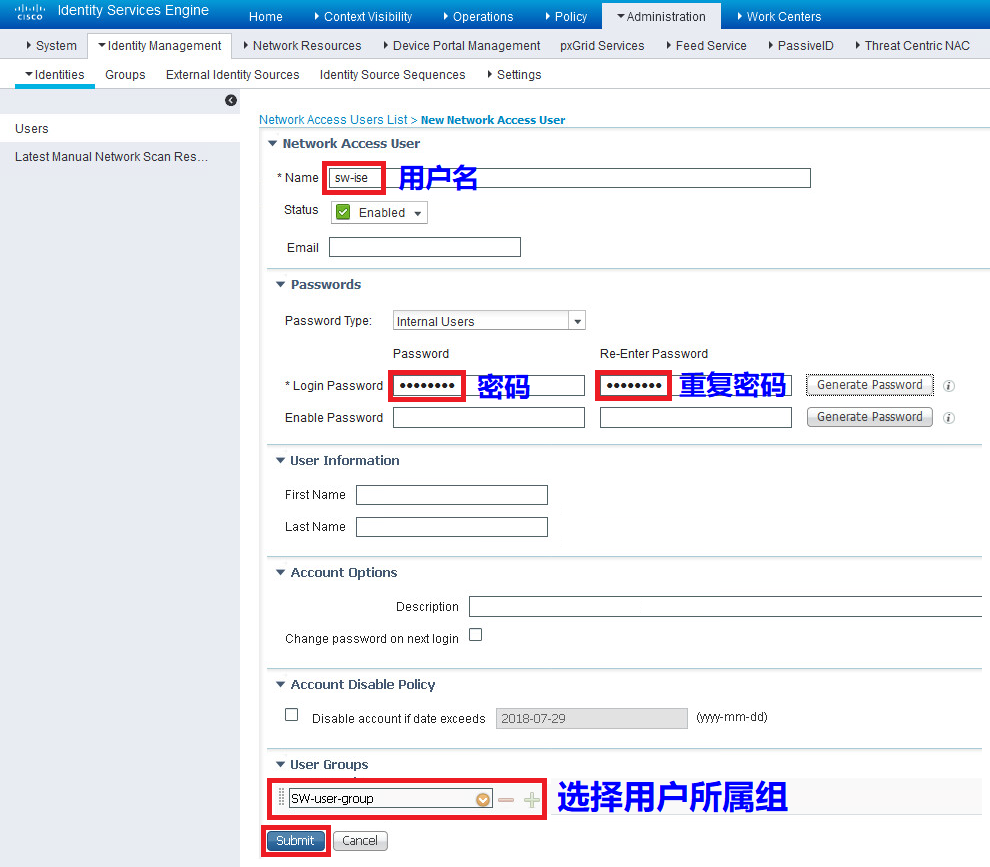 CISCO Identity Services Engine Home Context Visibility Operations Policy Administration Work Centers
System Identity Management Network Resources Device Portal Management pxGrid Services Feed Service PassiveID Threat Centric NAC
Identities Groups External Identity Sources Identity Source Sequences Settings
Users
Latest Manual Network Scan Res...
Network Access Users List > New Network Access User
Network Access User
* Name sw-ise 用户名
Status Enabled
Email
Passwords
Password Type: Internal Users
Password Re-Enter Password
* Login Password •••••••• 密码 •••••••• 重复密码 Generate Password i
Enable Password Generate Password i
User Information
First Name
Last Name
Account Options
Description
Change password on next login
Account Disable Policy
Disable account if date exceeds 2018-07-29 (yyyy-mm-dd)
User Groups
SW-user-group 选择用户所属组
Submit Cancel